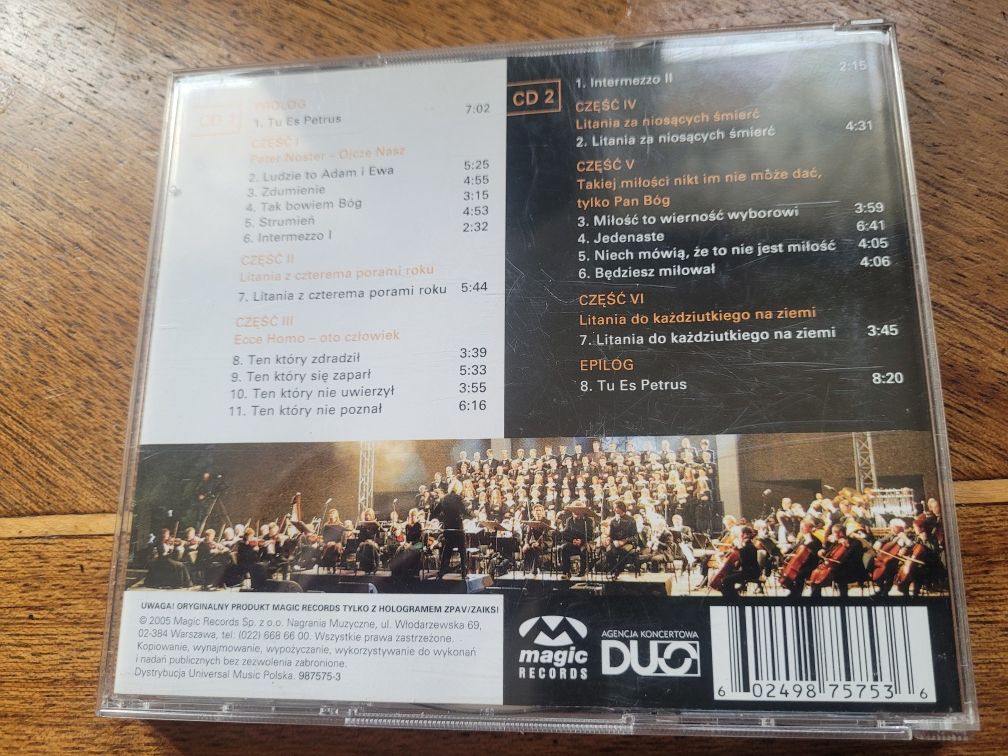 CD 1
PROLOG
1. Tu Es Petrus 7:02
CZĘŚĆ I
Pater Noster – Ojcze Nasz
2. Ludzie to Adam i Ewa 5:25
3. Zdumienie 4:55
4. Tak bowiem Bóg 3:15
5. Strumień 4:53
6. Intermezzo I 2:32
CZĘŚĆ II
Litania z czterema porami roku
7. Litania z czterema porami roku 5:44
CZĘŚĆ III
Ecce Homo – oto człowiek
8. Ten który zdradził 3:39
9. Ten który się zaparł 5:33
10. Ten który nie uwierzył 3:55
11. Ten który nie poznał 6:16
CD 2
1. Intermezzo II 2:15
CZĘŚĆ IV
Litania za niosących śmierć
2. Litania za niosących śmierć 4:31
CZĘŚĆ V
Takiej miłości nikt im nie może dać,
tylko Pan Bóg
3. Miłość to wierność wyborowi 3:59
4. Jedenaste 6:41
5. Niech mówią, że to nie jest miłość 4:05
6. Będziesz miłował 4:06
CZĘŚĆ VI
Litania do każdziutkiego na ziemi
7. Litania do każdziutkiego na ziemi 3:45
EPILOG
8. Tu Es Petrus 8:20
UWAGA! ORYGINALNY PRODUKT MAGIC RECORDS TYLKO Z HOLOGRAMEM ZPAV/ZAIKS!
© 2005 Magic Records Sp. z o.o. Nagrania Muzyczne, ul. Włodarzewska 69,
02-384 Warszawa, tel: (022) 668 66 00. Wszystkie prawa zastrzeżone.
Kopiowanie, wynajmowanie, wypożyczanie, wykorzystywanie do wykonań
i nadań publicznych bez zezwolenia zabronione.
Dystrybucja Universal Music Polska. 987575-3
magic
RECORDS
AGENCJA KONCERTOWA
DUO
6 02498 75753 6